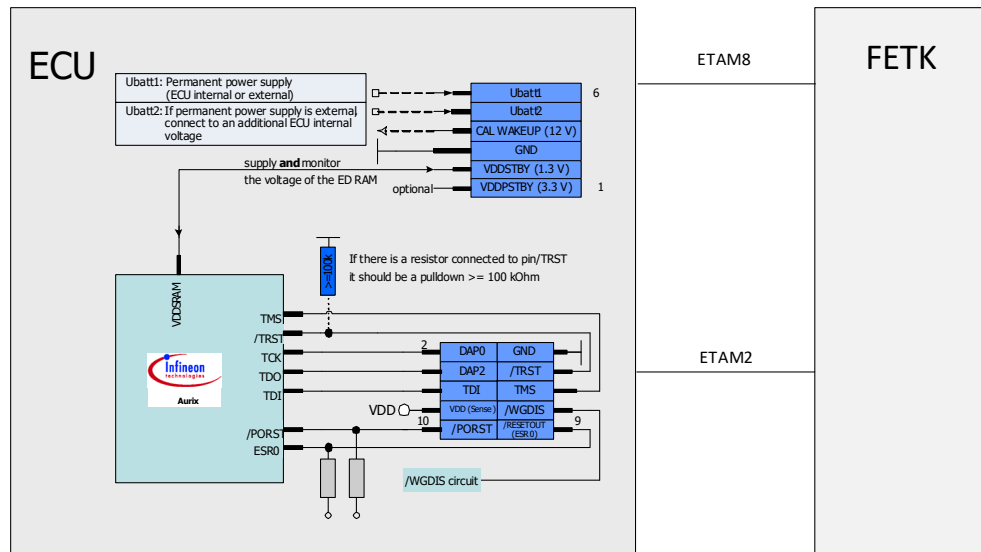 ECU
ETAM8
FETK
Ubatt1: Permanent power supply
(ECU internal or external)
Ubatt2: If permanent power supply is external,
connect to an additional ECU internal
voltage
Ubatt1
6
Ubatt2
CAL WAKEUP (12 V)
GND
VDDSTBY (1.3 V)
VDDPSTBY (3.3 V)
1
supply and monitor
the voltage of the ED RAM
optional
>=100k
If there is a resistor connected to pin/TRST
it should be a pulldown >= 100 kOhm
VDDSRAM
TMS
/TRST
TCK
TDO
TDI
/PORST
ESR0
Infineon
technologies
Aurix
2
DAP0
GND
DAP2
/TRST
TDI
TMS
VDD
VDD (Sense)
/WGDIS
10
/PORST
/RESETOUT
(ESR0)
9
/WGDIS circuit
ETAM2